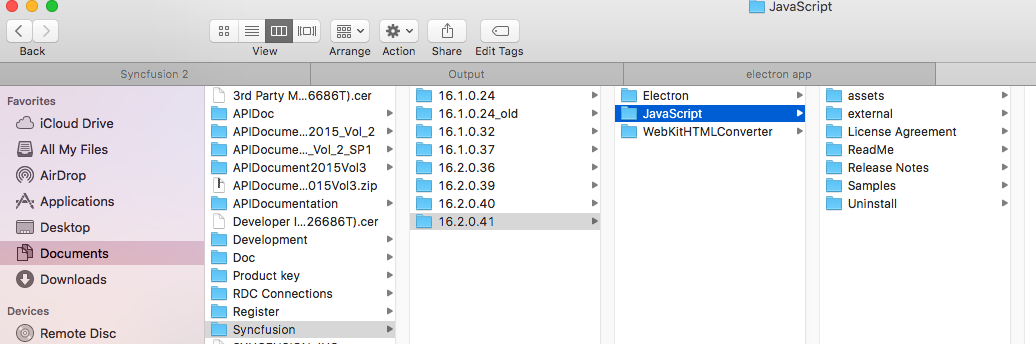 JavaScript
Back
View
Arrange
Action
Share
Edit Tags
Syncfusion 2
Output
electron app
Favorites
iCloud Drive
All My Files
AirDrop
Applications
Desktop
Documents
Downloads
Devices
Remote Disc
3rd Party M...6686T).cer
APIDoc
APIDocume...2015_Vol_2
APIDocume..._Vol_2_SP1
APIDocument2015Vol3
APIDocume...015Vol3.zip
APIDocumentation
Developer I...26686T).cer
Development
Doc
Product key
RDC Connections
Register
Syncfusion
16.1.0.24
16.1.0.24_old
16.1.0.32
16.1.0.37
16.2.0.36
16.2.0.39
16.2.0.40
16.2.0.41
Electron
JavaScript
WebKitHTMLConverter
assets
external
License Agreement
ReadMe
Release Notes
Samples
Uninstall